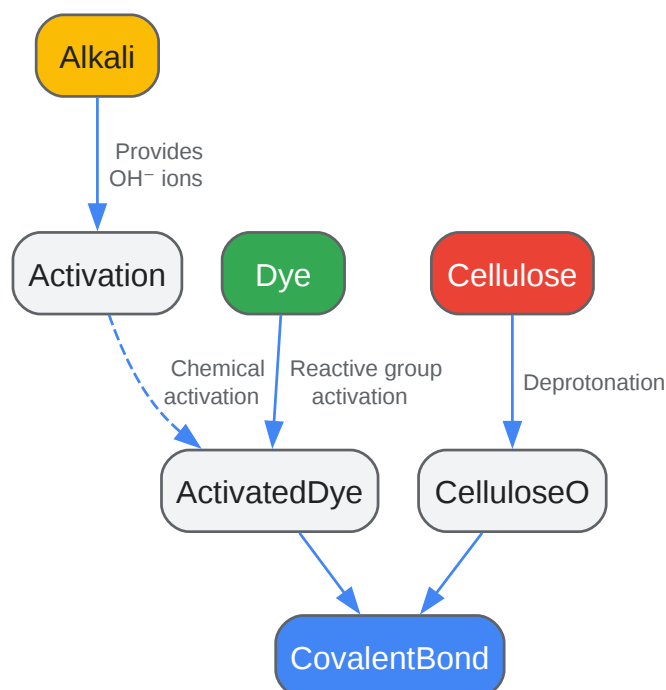 Alkali
Provides
OH⁻ ions
Activation
Dye
Cellulose
Chemical
activation
Reactive group
activation
Deprotonation
ActivatedDye
CelluloseO
CovalentBond